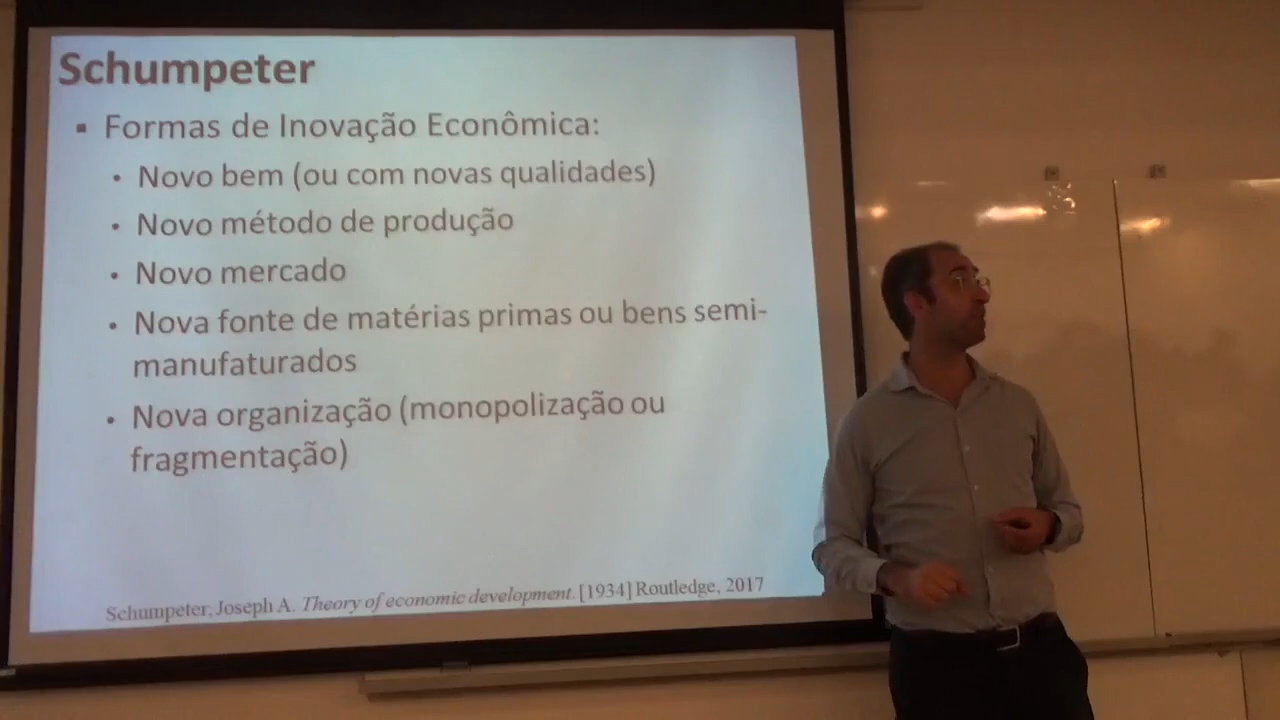 Schumpeter
▪ Formas de Inovação Econômica:
• Novo bem (ou com novas qualidades)
• Novo método de produção
• Novo mercado
• Nova fonte de matérias primas ou bens semi-
manufaturados
• Nova organização (monopolização ou
fragmentação)
Schumpeter, Joseph A. Theory of economic development. [1934] Routledge, 2017